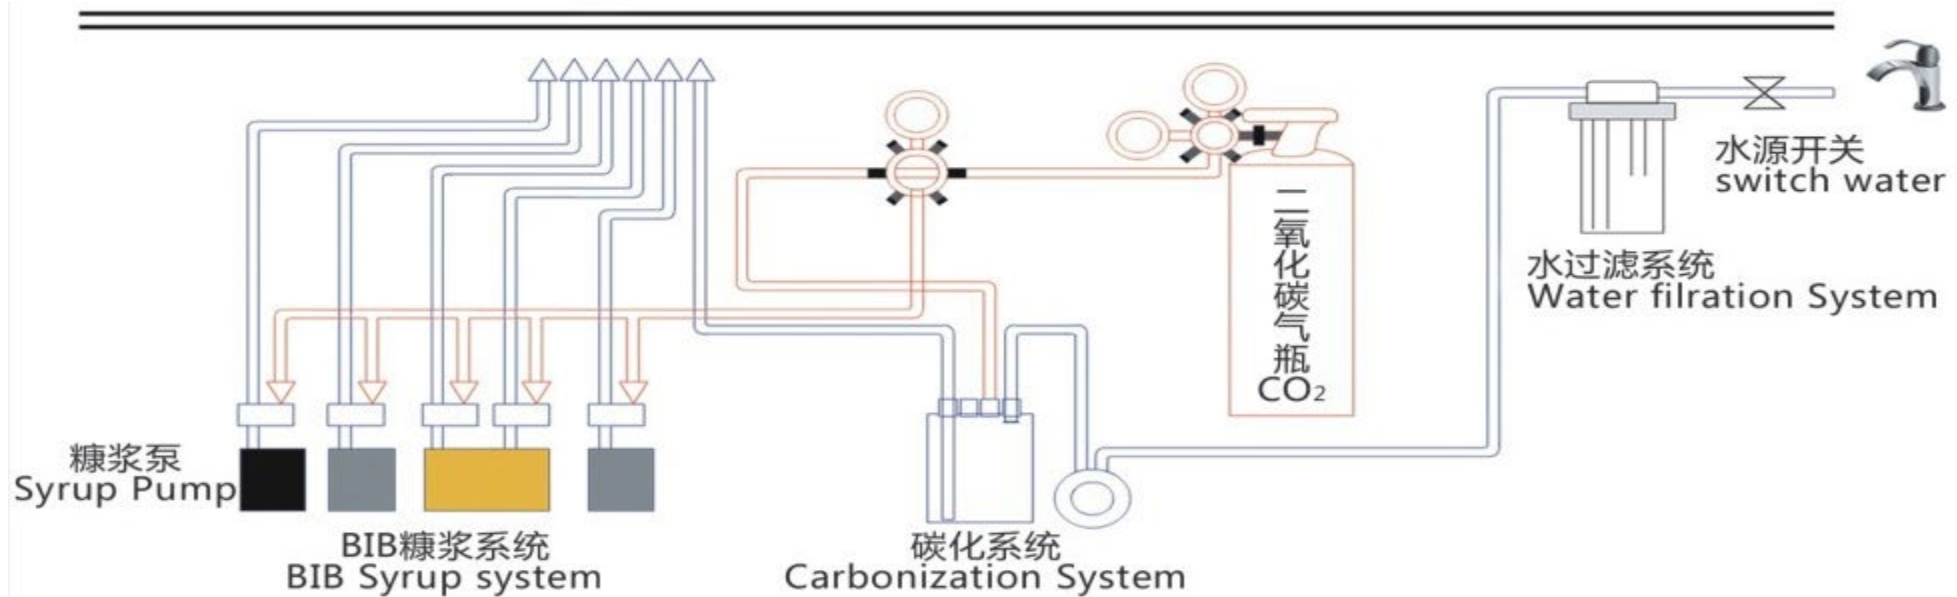 水源开关
switch water
二
氧
化
碳
气
瓶
CO₂
水过滤系统
Water filration System
糠浆泵
Syrup Pump
BIB糠浆系统
BIB Syrup system
碳化系统
Carbonization System